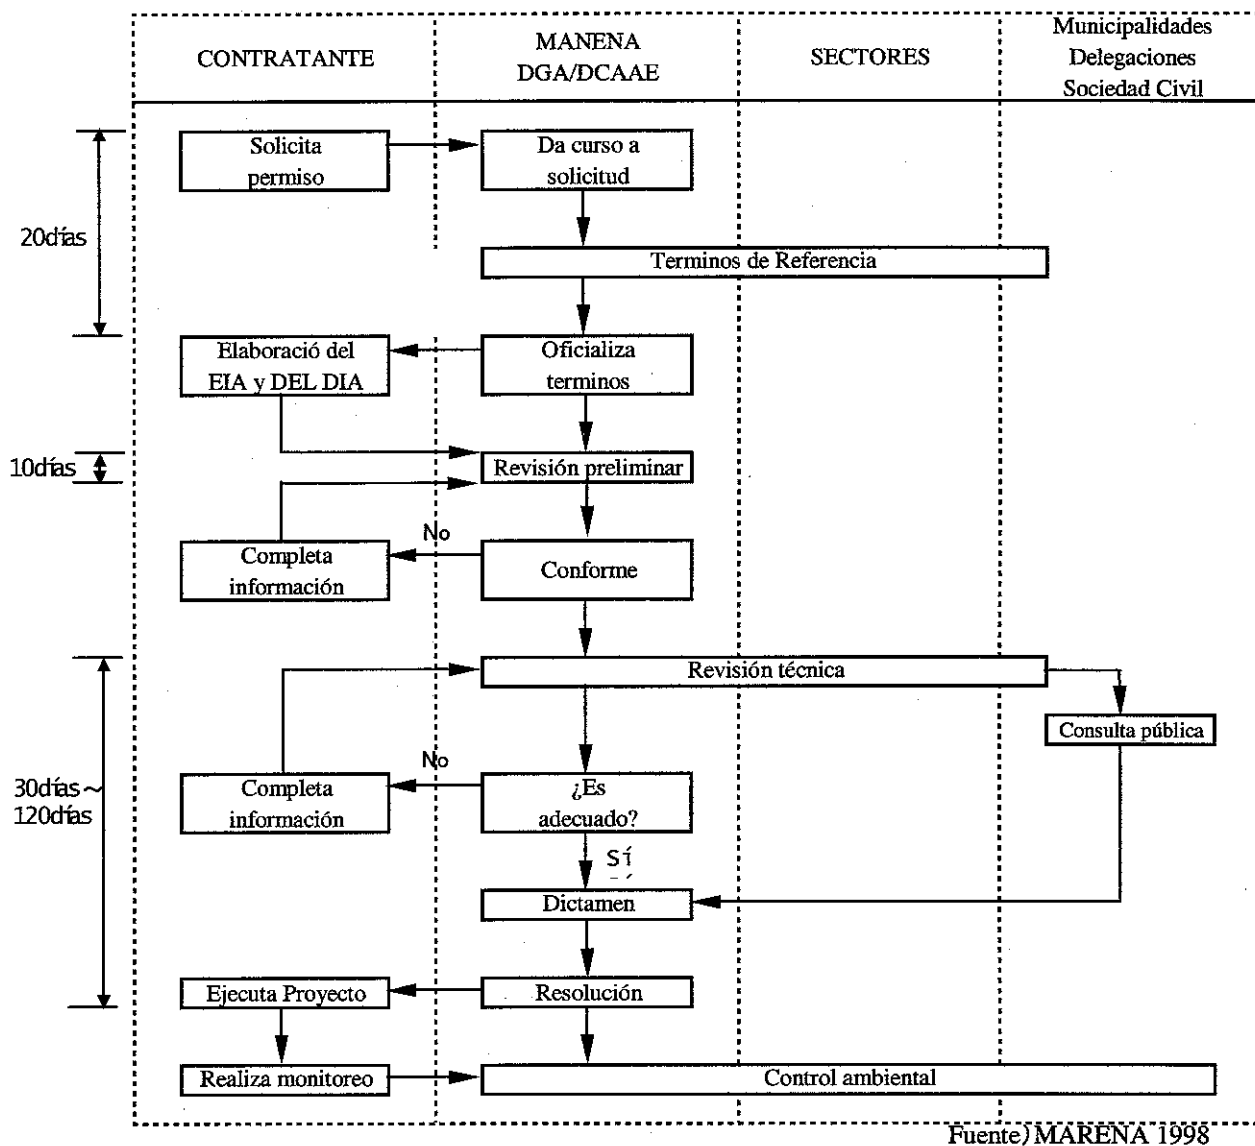 CONTRATANTE
MANENA
DGA/DCAAE
SECTORES
Municipalidades
Delegaciones
Sociedad Civil
Solicita
permiso
Da curso a
solicitud
20días
Terminos de Referencia
Elaboració del
EIA y DEL DIA
Oficializa
terminos
10días
Revisión preliminar
No
Completa
información
Conforme
Revisión técnica
Consulta pública
30días~
120días
No
Completa
información
¿Es
adecuado?
Sí
Dictamen
Ejecuta Proyecto
Resolución
Realiza monitoreo
Control ambiental
Fuente) MARENA 1998